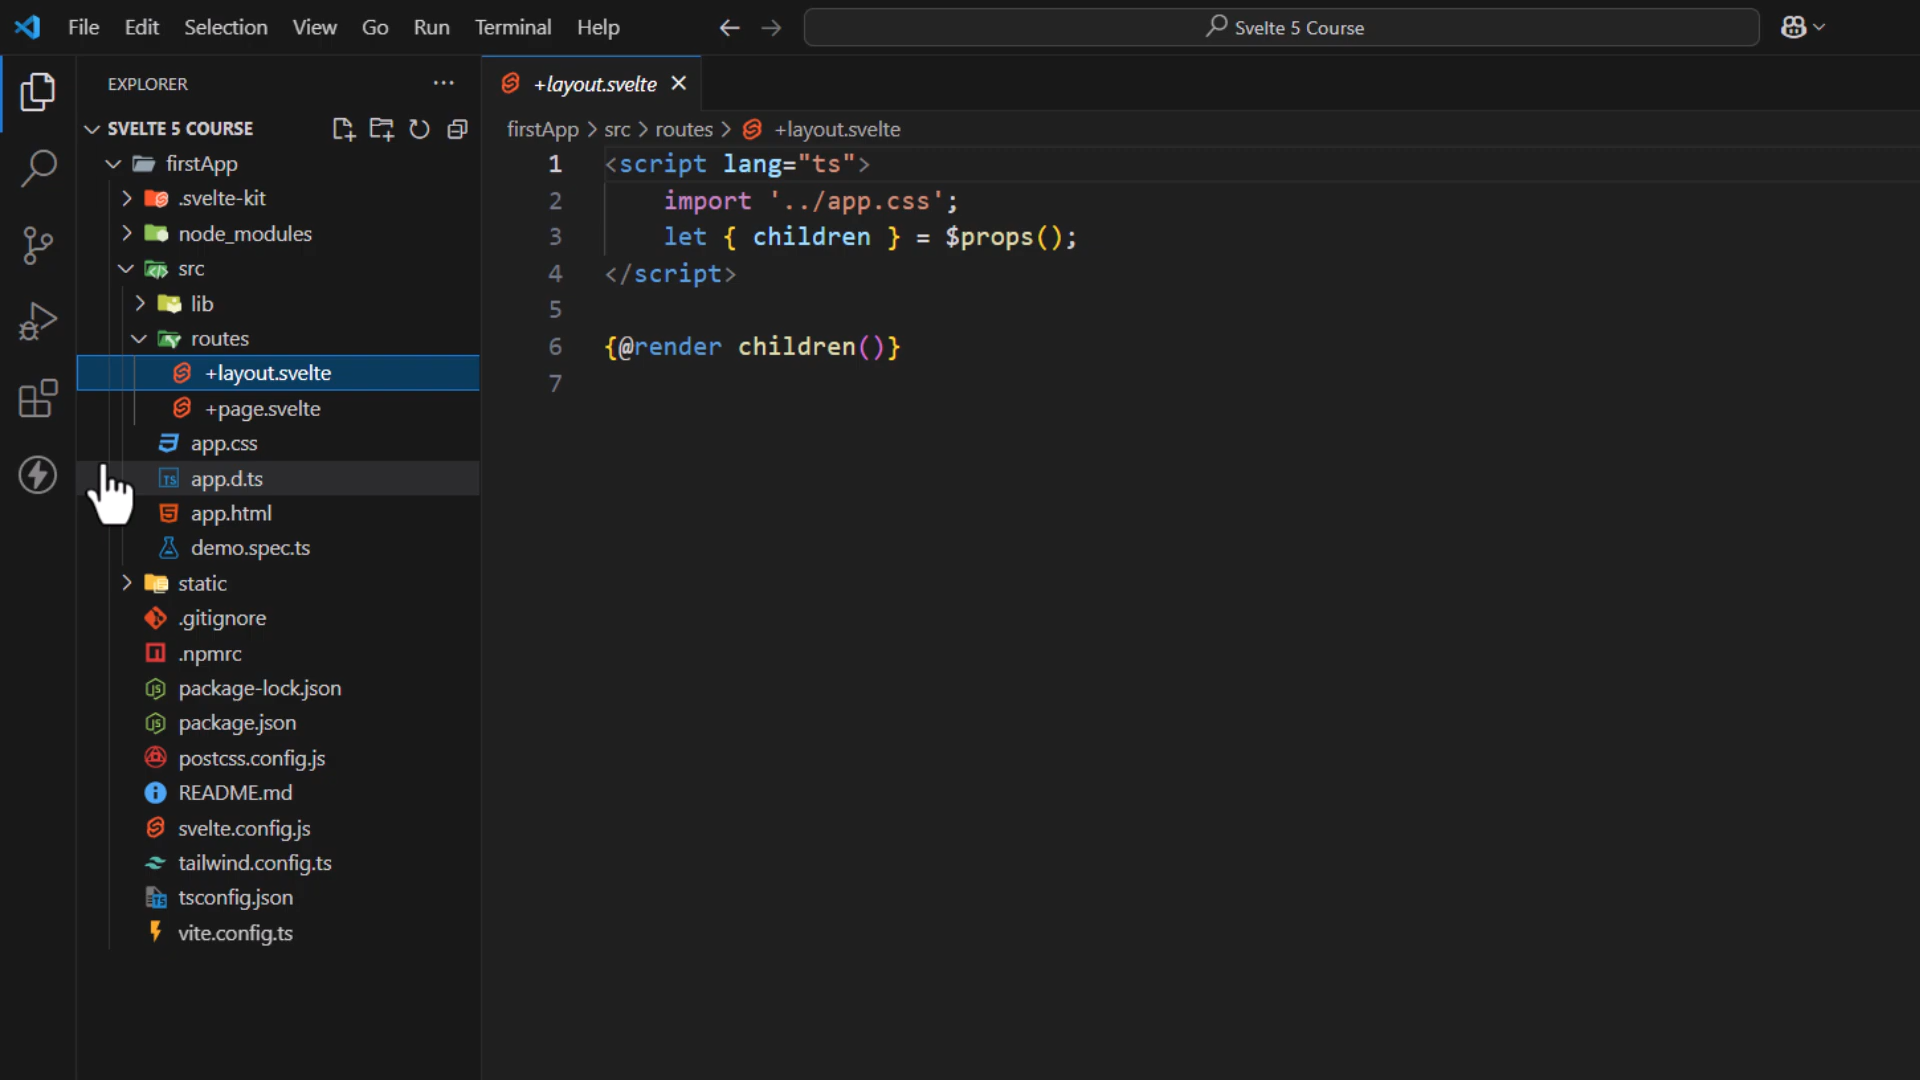 File Edit Selection View Go Run Terminal Help
Svelte 5 Course
EXPLORER
SVELTE 5 COURSE
firstApp
.svelte-kit
node_modules
src
lib
routes
+layout.svelte
+page.svelte
app.css
app.d.ts
app.html
demo.spec.ts
static
.gitignore
.npmrc
package-lock.json
package.json
postcss.config.js
README.md
svelte.config.js
tailwind.config.ts
tsconfig.json
vite.config.ts
+layout.svelte
firstApp > src > routes > +layout.svelte
1 <script lang="ts">
2 import '../app.css';
3 let { children } = $props();
4 </script>
5
6 {@render children()}
7